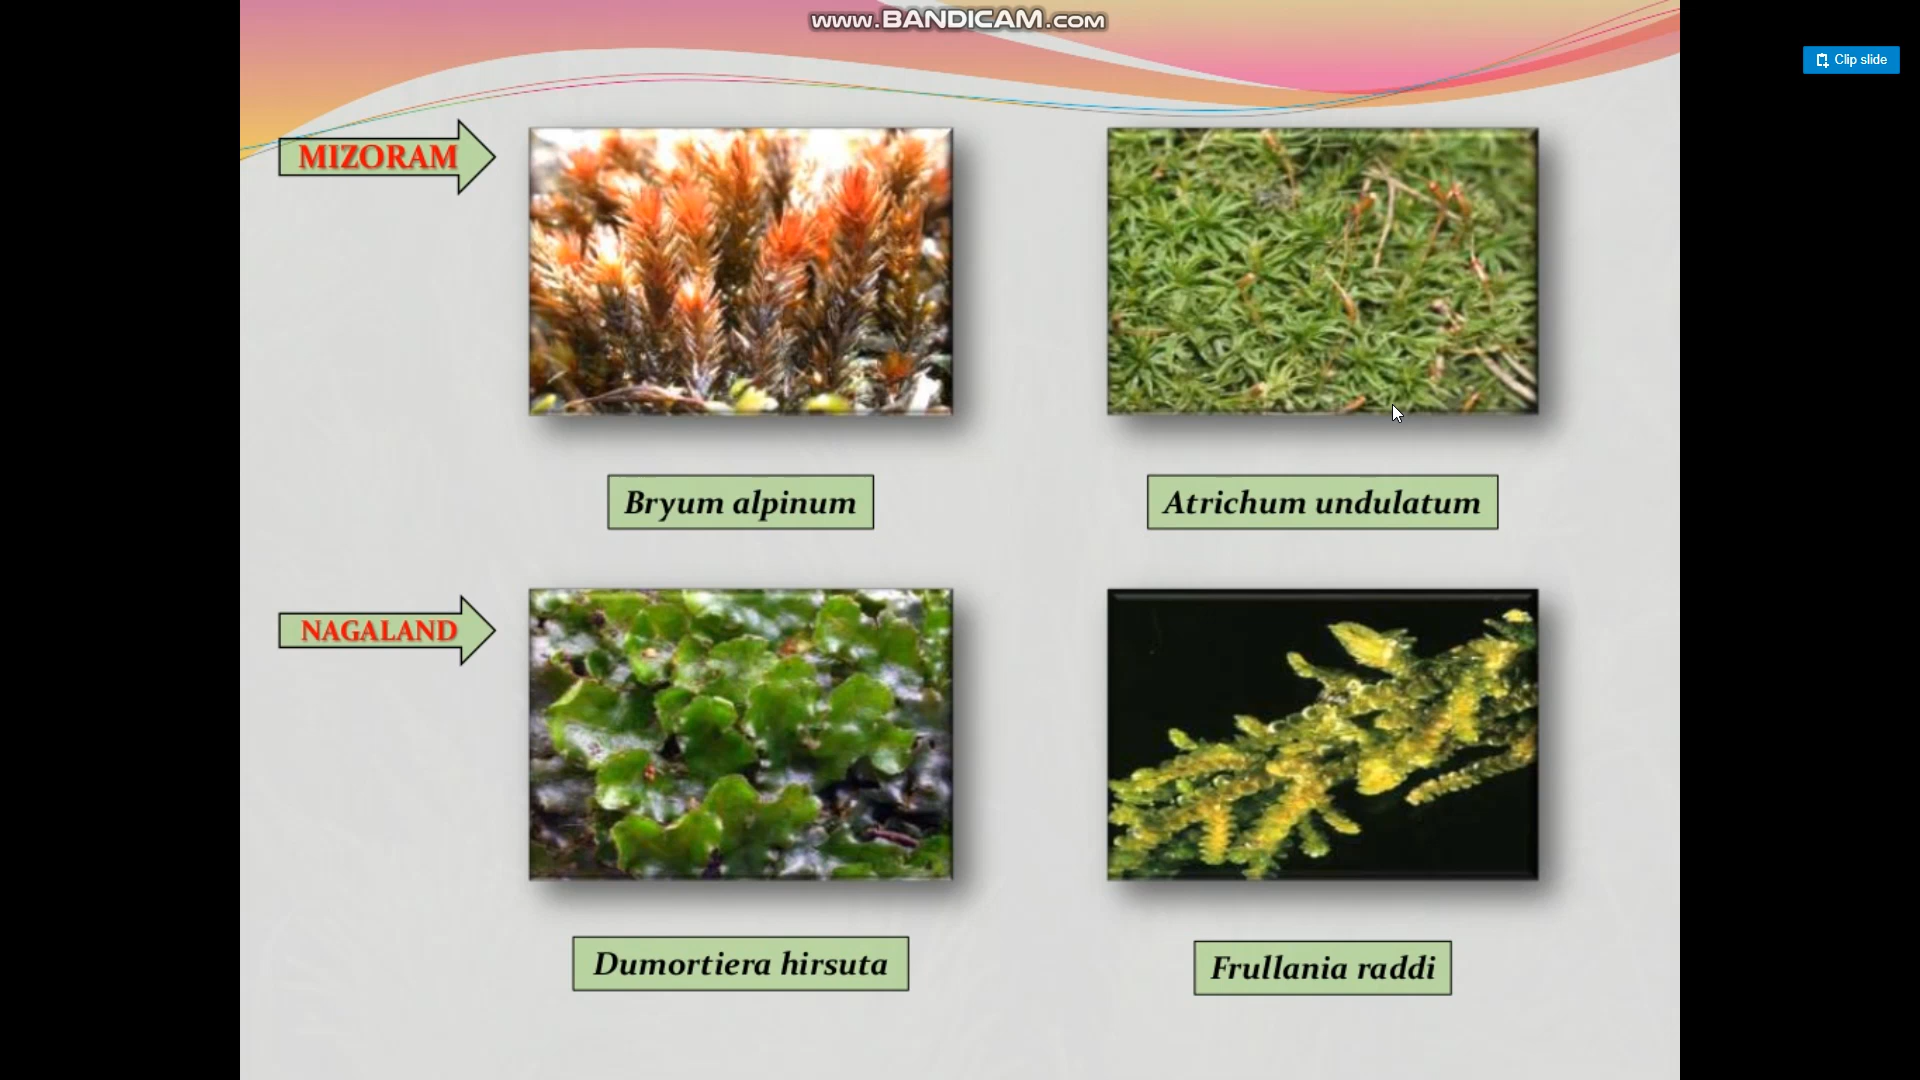 www.BANDICAM.com
Clip slide
MIZORAM
Bryum alpinum
Atrichum undulatum
NAGALAND
Dumortiera hirsuta
Frullania raddi